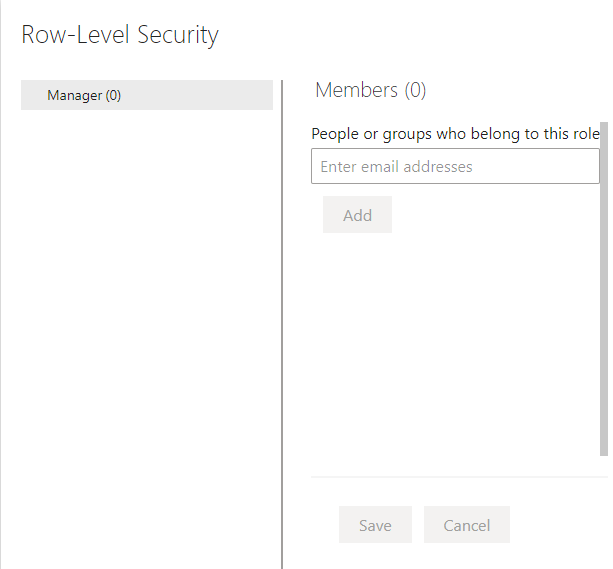 Row-Level Security
Manager (0)
Members (0)
People or groups who belong to this role
Enter email addresses
Add
Save
Cancel